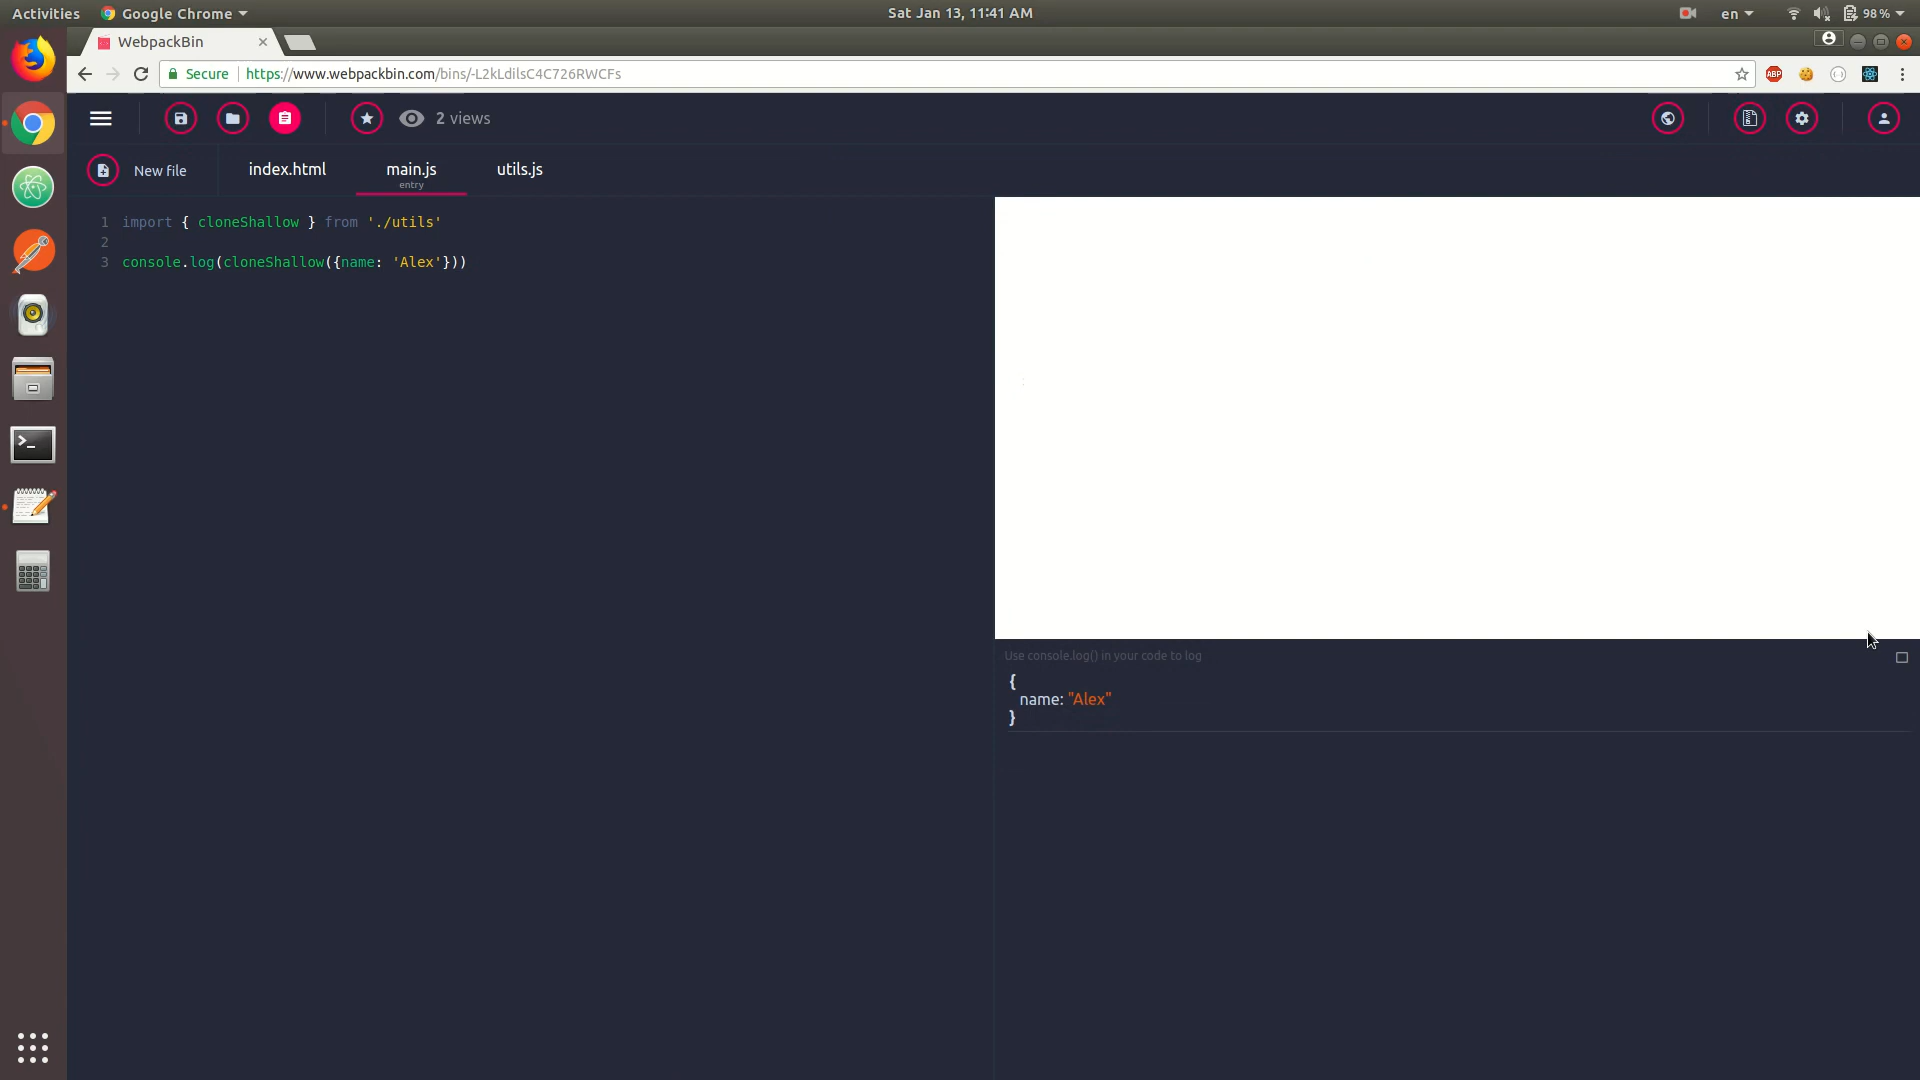 Activities Google Chrome Sat Jan 13, 11:41 AM en 98 %
WebpackBin
Secure https://www.webpackbin.com/bins/-L2kLdilsC4C726RWCFs ABP
2 views
New file index.html main.js utils.js
entry
1 import { cloneShallow } from './utils'
2
3 console.log(cloneShallow({name: 'Alex'}))
Use console.log() in your code to log
{
name: "Alex"
}